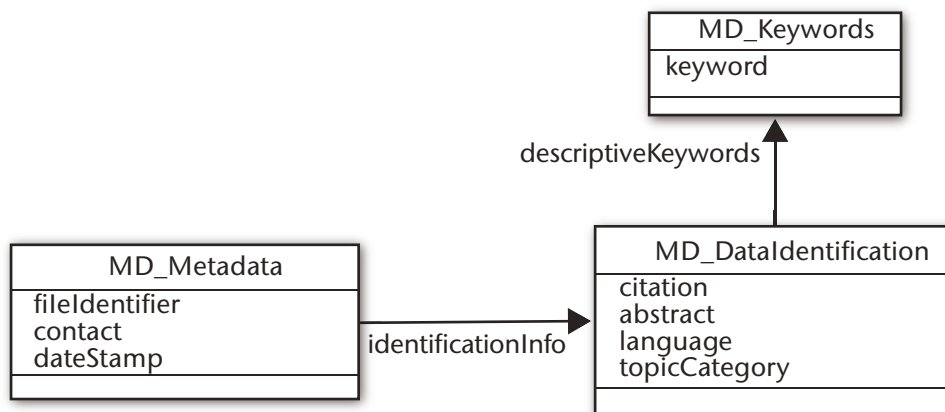 MD_Keywords
keyword
descriptiveKeywords
MD_DataIdentification
citation
abstract
language
topicCategory
MD_Metadata
fileIdentifier
contact
dateStamp
identificationInfo